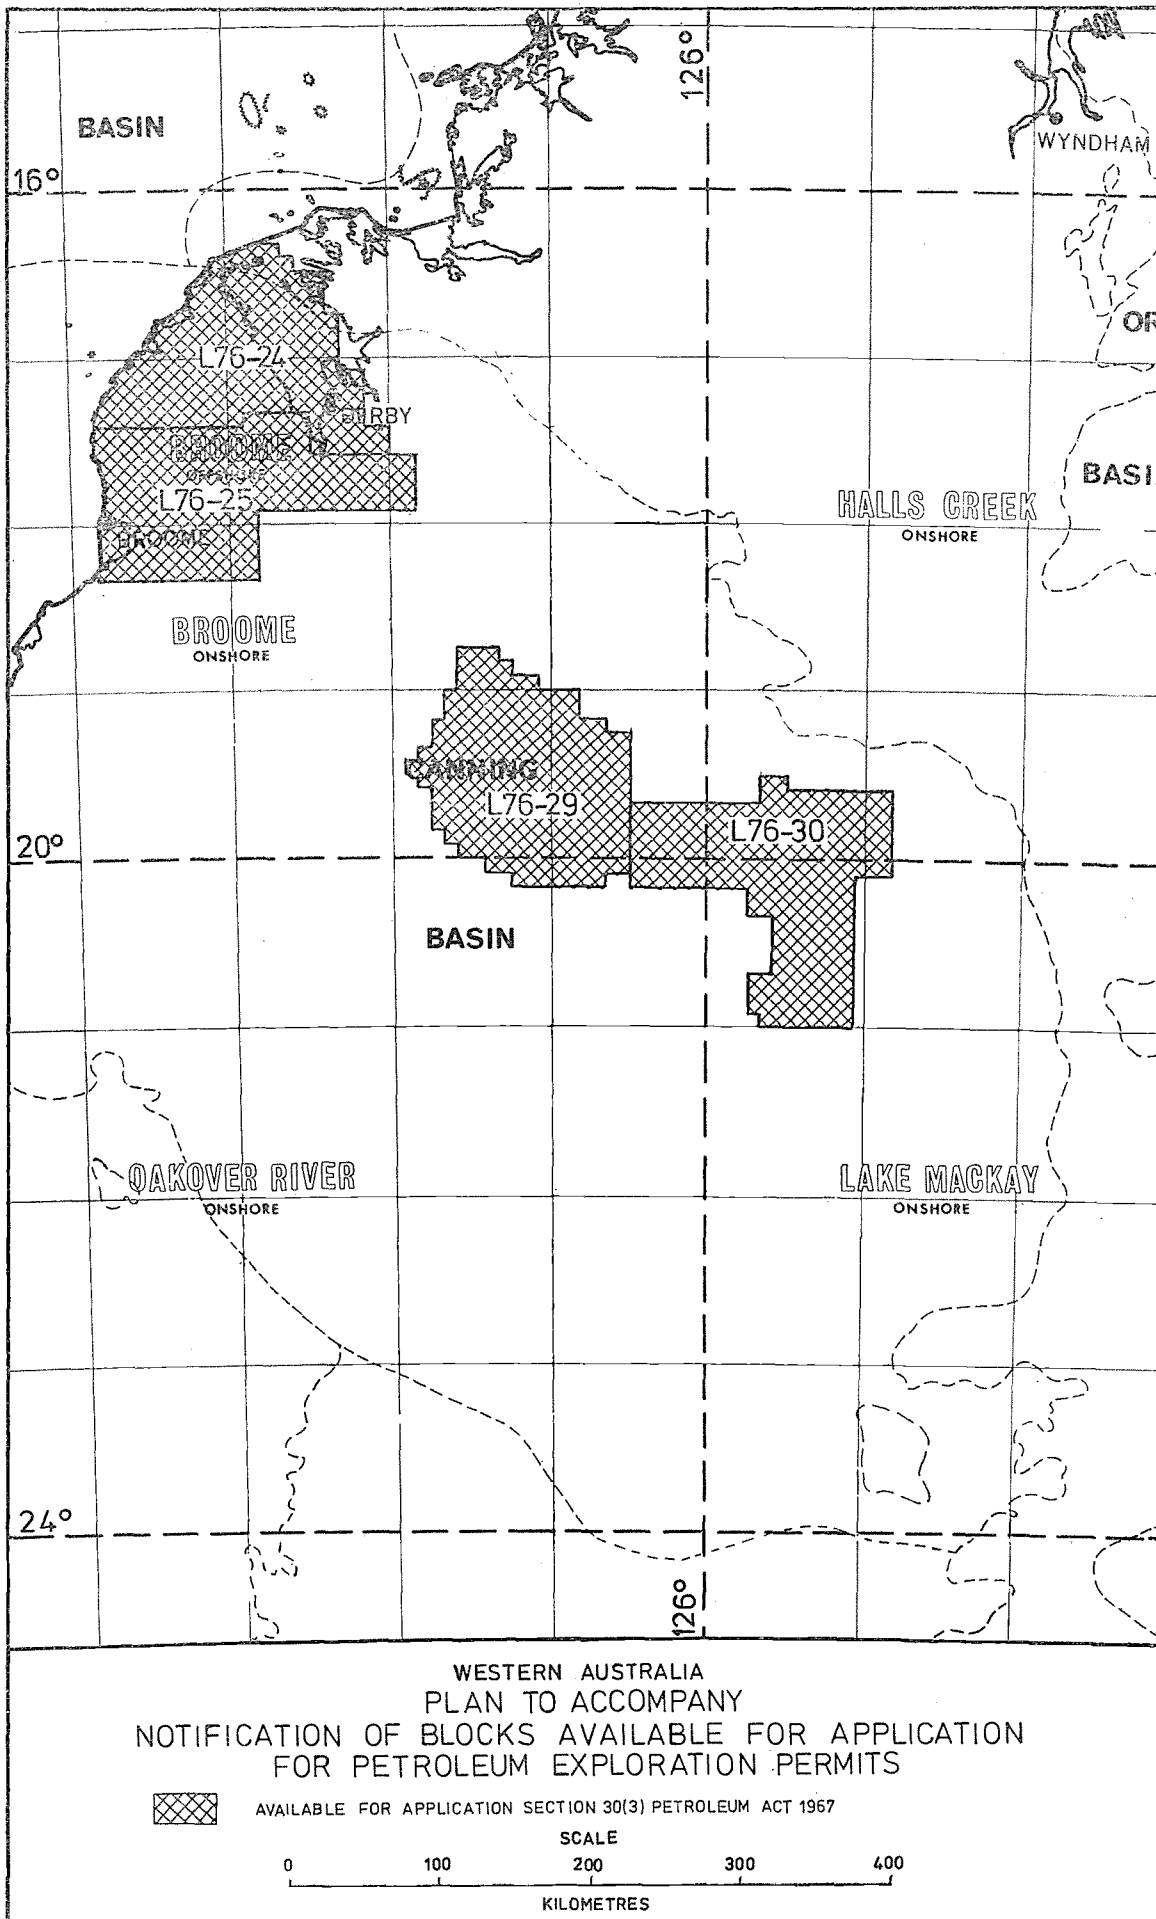 126°
BASIN
WYNDHAM
16°
OR
L76-24
DERBY
BROOME
OFFSHORE
BASI
L76-25
HALLS CREEK
ONSHORE
BROOME
BROOME
ONSHORE
CANNING
L76-29
L76-30
20°
BASIN
OAKOVER RIVER
ONSHORE
LAKE MACKAY
ONSHORE
24°
126°
WESTERN AUSTRALIA
PLAN TO ACCOMPANY
NOTIFICATION OF BLOCKS AVAILABLE FOR APPLICATION
FOR PETROLEUM EXPLORATION PERMITS
AVAILABLE FOR APPLICATION SECTION 30(3) PETROLEUM ACT 1967
SCALE
0 100 200 300 400
KILOMETRES